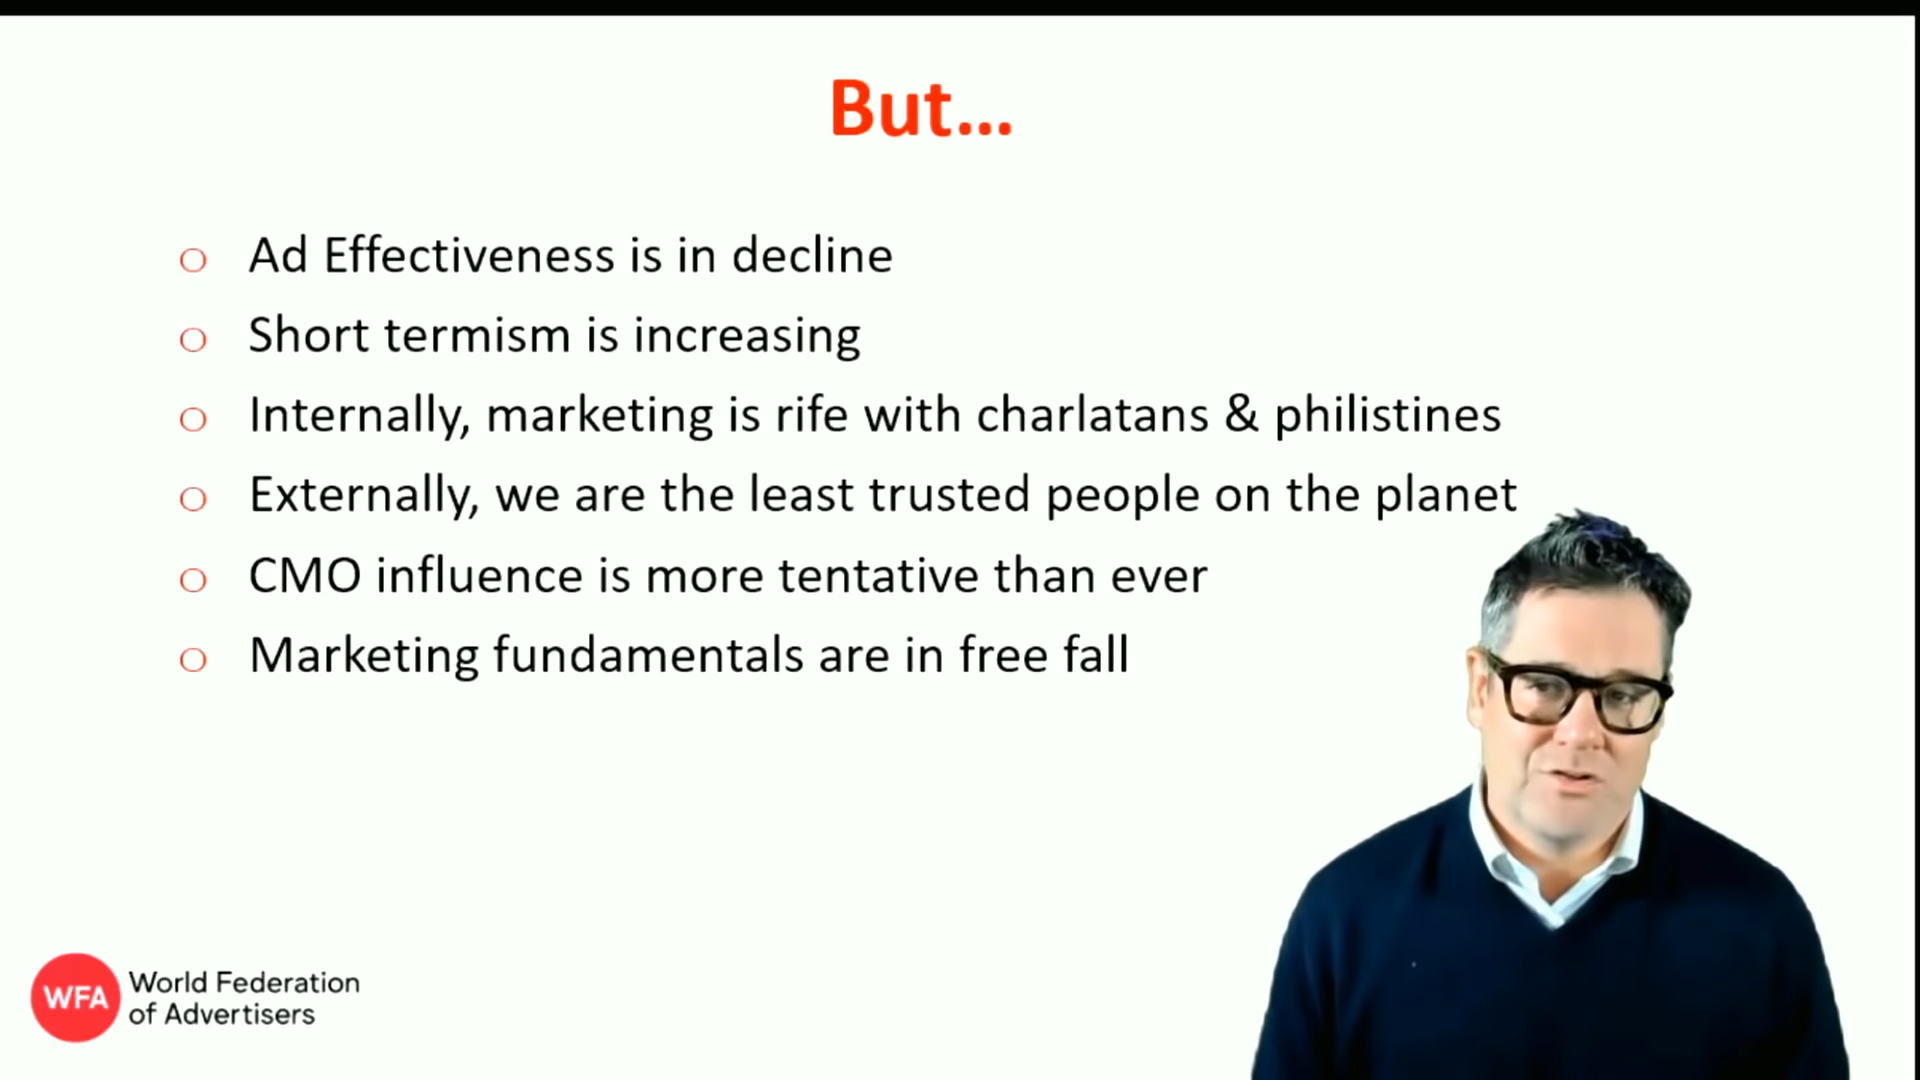 But...
Ad Effectiveness is in decline
Short termism is increasing
Internally, marketing is rife with charlatans & philistines
Externally, we are the least trusted people on the planet
CMO influence is more tentative than ever
Marketing fundamentals are in free fall
WFA
World Federation
of Advertisers